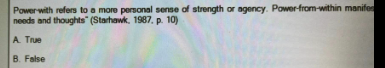 Power-with refers to a more personal sense of strength or agency. Power-from-within
needs and thoughts" (Starhawk, 1987, p. 10)
A. True
B. False